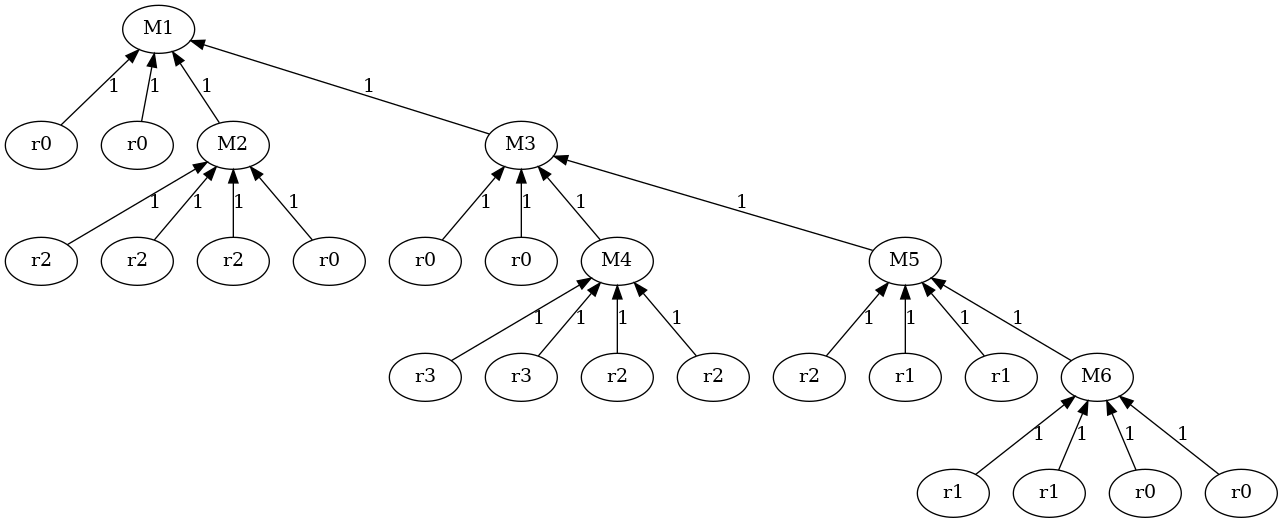 M1
1 1 1 1
r0 r0 M2 M3
1 1 1 1 1 1 1 1
r2 r2 r2 r0 r0 r0 M4 M5
1 1 1 1 1 1 1 1
r3 r3 r2 r2 r2 r1 r1 M6
1 1 1 1
r1 r1 r0 r0